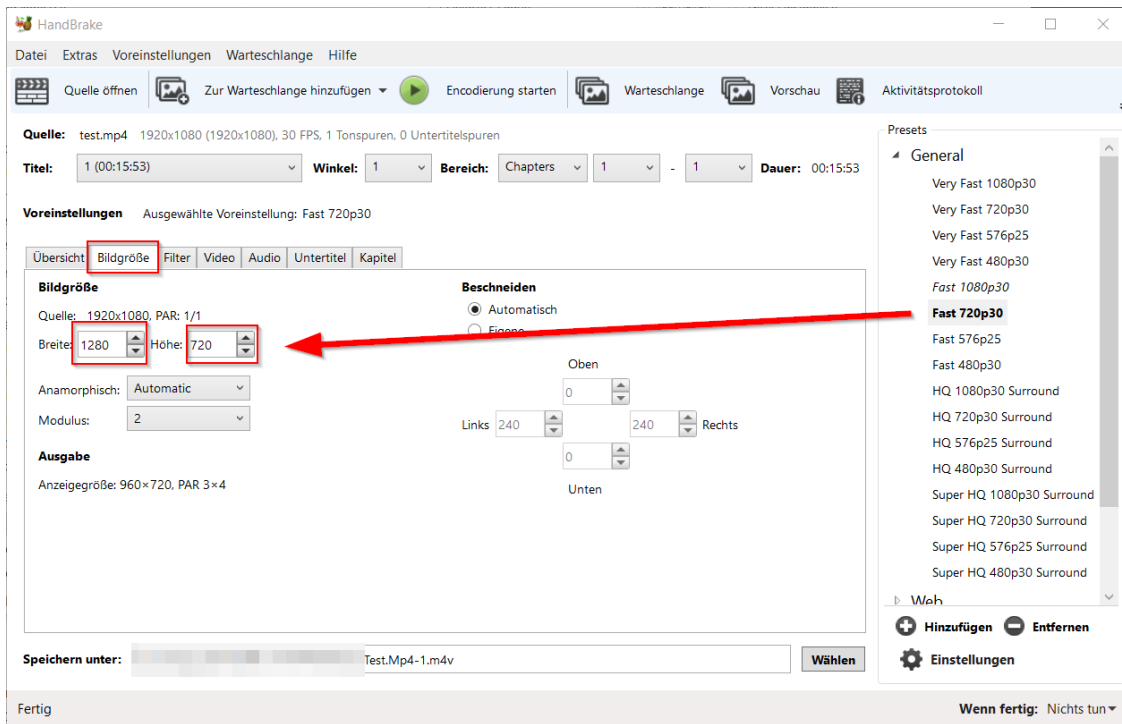 HandBrake
Datei Extras Voreinstellungen Warteschlange Hilfe
Quelle öffnen Zur Warteschlange hinzufügen Encodierung starten Warteschlange Vorschau Aktivitätsprotokoll
Quelle: test.mp4 1920x1080 (1920x1080), 30 FPS, 1 Tonspuren, 0 Untertitelspuren
Titel: 1 (00:15:53) Winkel: 1 Bereich: Chapters 1 - 1 Dauer: 00:15:53
Voreinstellungen Ausgewählte Voreinstellung: Fast 720p30
Übersicht Bildgröße Filter Video Audio Untertitel Kapitel
Bildgröße
Quelle: 1920x1080, PAR: 1/1
Breite: 1280 Höhe: 720
Anamorphisch: Automatic
Modulus: 2
Ausgabe
Anzeigegröße: 960×720, PAR 3×4
Beschneiden
Automatisch
Oben
0
Links 240 240 Rechts
0
Unten
Speichern unter: Test.Mp4-1.m4v Wählen
Presets
General
Very Fast 1080p30
Very Fast 720p30
Very Fast 576p25
Very Fast 480p30
Fast 1080p30
Fast 720p30
Fast 576p25
Fast 480p30
HQ 1080p30 Surround
HQ 720p30 Surround
HQ 576p25 Surround
HQ 480p30 Surround
Super HQ 1080p30 Surround
Super HQ 720p30 Surround
Super HQ 576p25 Surround
Super HQ 480p30 Surround
Web
Hinzufügen Entfernen
Einstellungen
Fertig Wenn fertig: Nichts tun